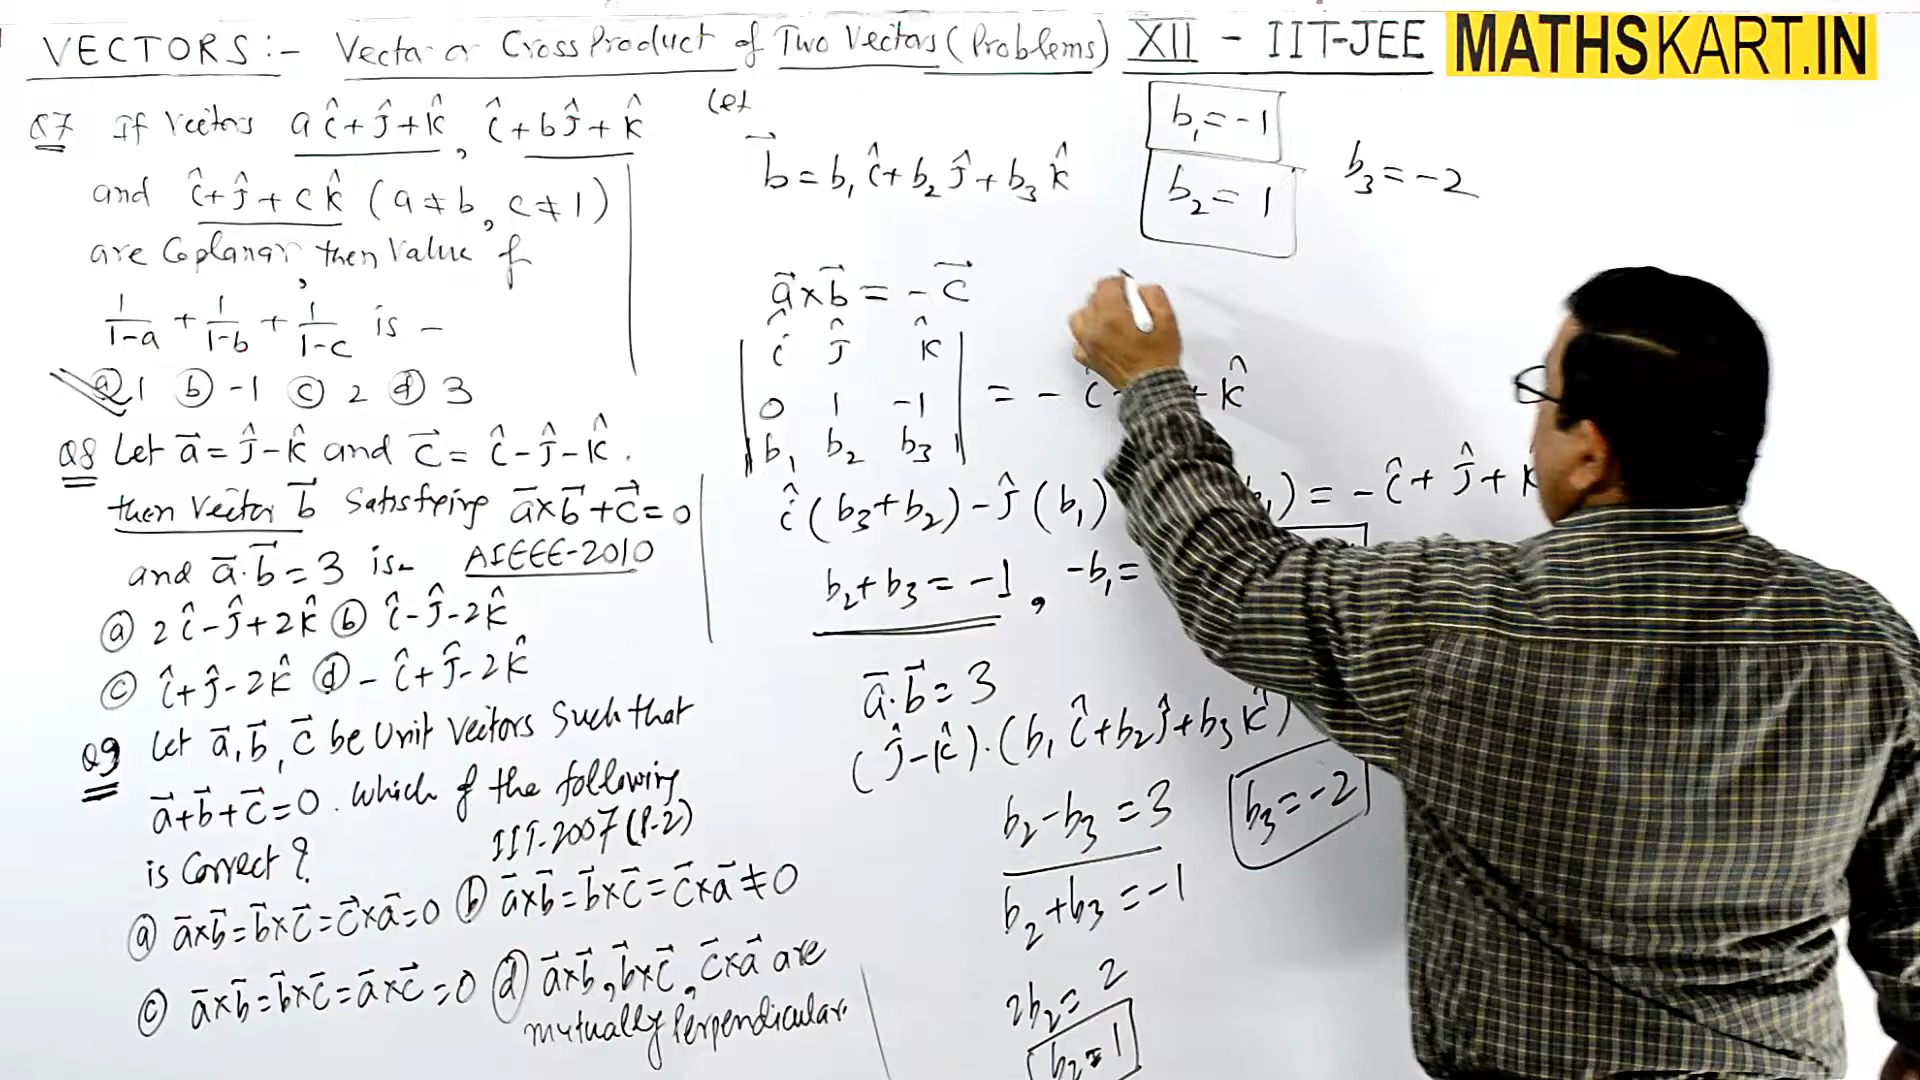 VECTORS:- Vector or Cross Product of Two Vectors (Problems) XII - IIT-JEE MATHSKART.IN
Q7 If Vectors aî+ĵ+k̂, î+bĵ+k̂
and î+ĵ+ck̂ (a≠b, c≠1)
are Coplanar, then Value of
1/(1-a) + 1/(1-b) + 1/(1-c) is -
(a) 1 (b) -1 (c) 2 (d) 3
Q8 Let a⃗ = ĵ-k̂ and c⃗ = î-ĵ-k̂.
then Vector b⃗ Satisfying a⃗×b⃗+c⃗=0
and a⃗.b⃗=3 is- AIEEE-2010
(a) 2î-ĵ+2k̂ (b) î-ĵ-2k̂
(c) î+ĵ-2k̂ (d) -î+ĵ-2k̂
Q9 Let a⃗, b⃗, c⃗ be Unit Vectors Such that
a⃗+b⃗+c⃗=0. Which of the following
is Correct? IIT-2007 (P-2)
(a) a⃗×b⃗=b⃗×c⃗=c⃗×a⃗=0 (b) a⃗×b⃗=b⃗×c⃗=c⃗×a⃗≠0
(c) a⃗×b⃗=b⃗×c⃗=a⃗×c⃗=0 (d) a⃗×b⃗, b⃗×c⃗, c⃗×a⃗ are
mutually Perpendicular.
Let
b⃗ = b₁î+b₂ĵ+b₃k̂
b₁=-1
b₂=1
b₃=-2
a⃗×b⃗ = -c⃗
| î ĵ k̂ |
| 0 1 -1 | = -î + k̂
| b₁ b₂ b₃ |
î(b₃+b₂)-ĵ(b₁) b₁) = -î+ĵ+k̂
b₂+b₃=-1, -b₁=
a⃗.b⃗=3
(ĵ-k̂).(b₁î+b₂ĵ+b₃k̂)
b₂-b₃=3
b₃=-2
b₂+b₃=-1
2b₂=2
b₂=1